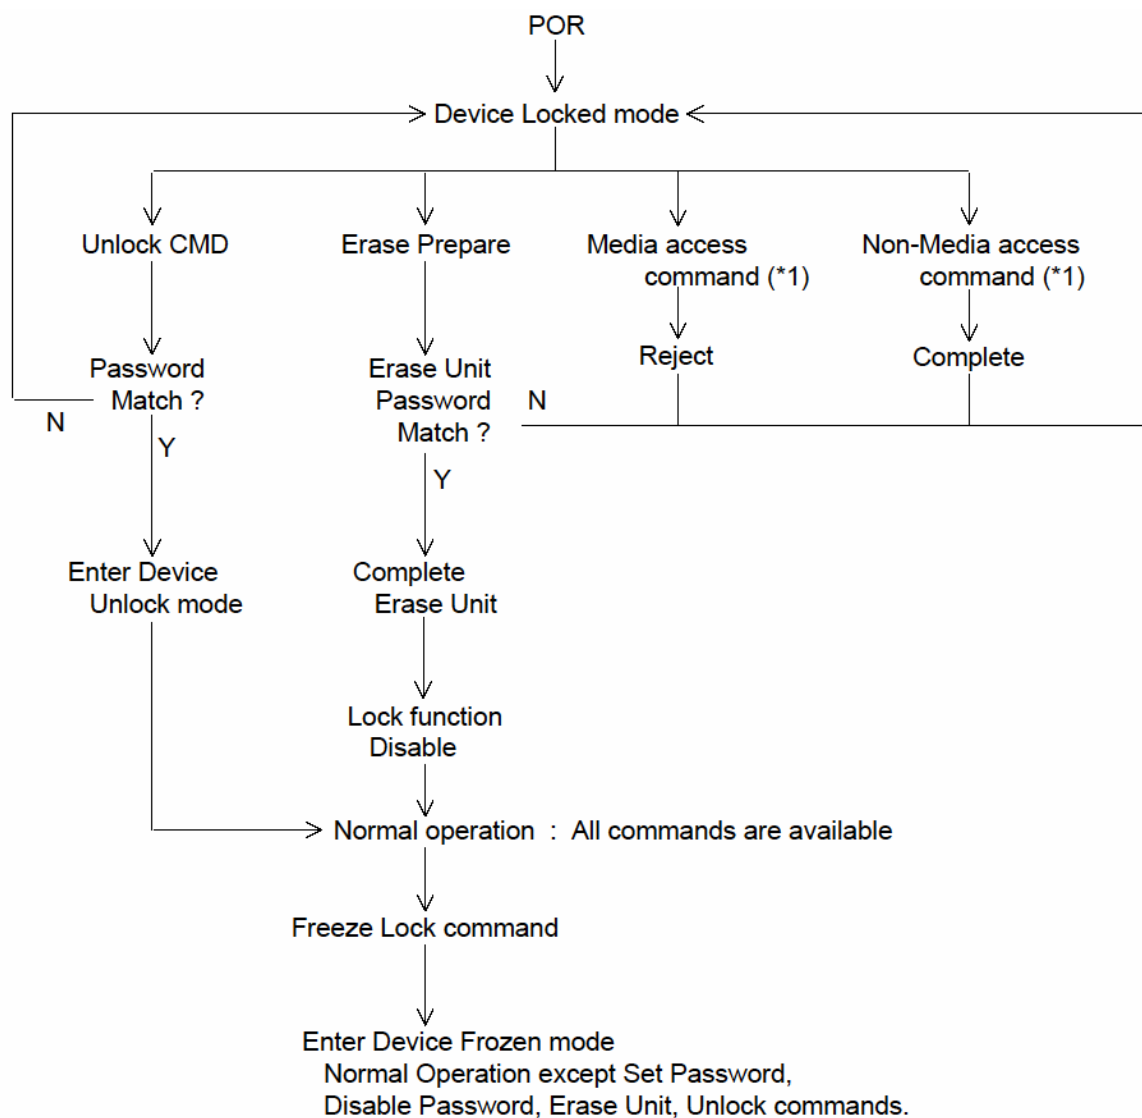 POR
Device Locked mode
Unlock CMD
Erase Prepare
Media access
command (*1)
Non-Media access
command (*1)
Password
Match ?
N
Y
Erase Unit
Password
Match ?
N
Y
Reject
Complete
Enter Device
Unlock mode
Complete
Erase Unit
Lock function
Disable
Normal operation : All commands are available
Freeze Lock command
Enter Device Frozen mode
Normal Operation except Set Password,
Disable Password, Erase Unit, Unlock commands.